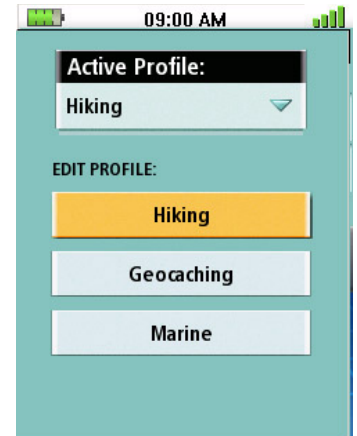 09:00 AM
Active Profile:
Hiking
EDIT PROFILE:
Hiking
Geocaching
Marine